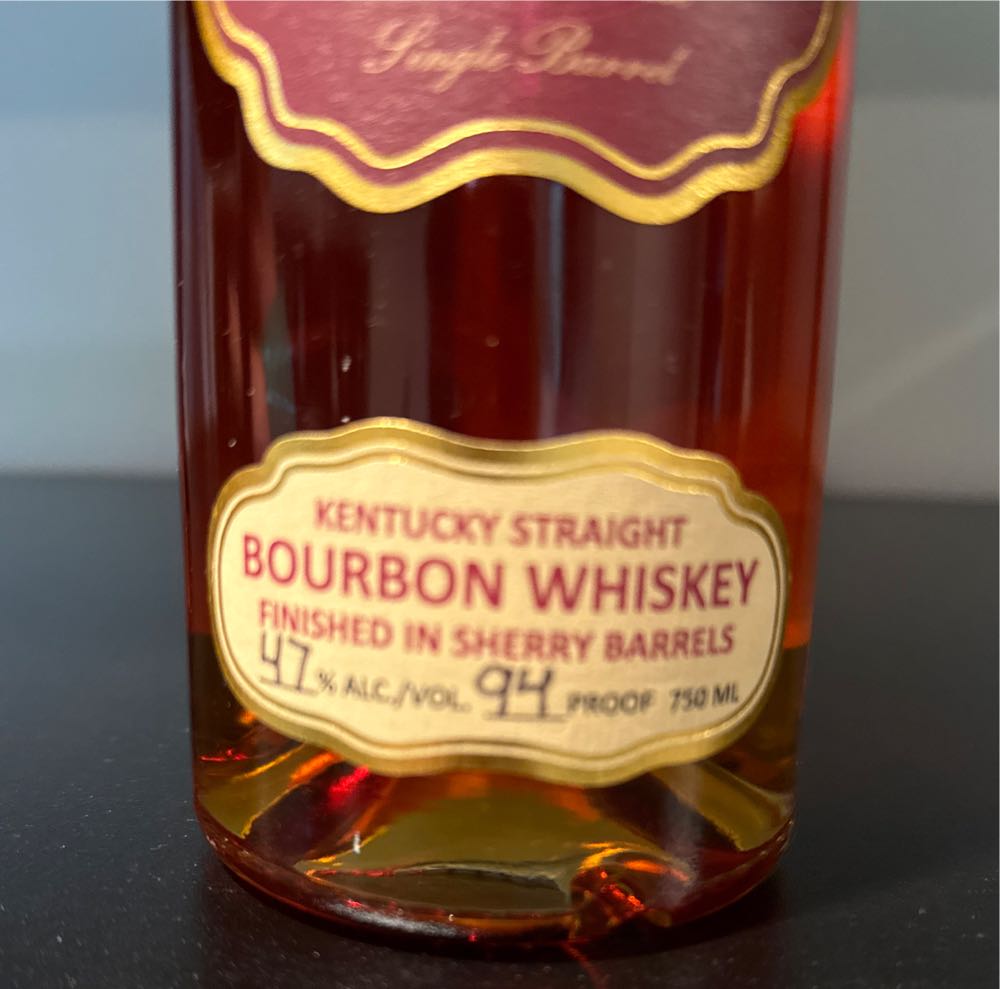 Single Barrel
KENTUCKY STRAIGHT
BOURBON WHISKEY
FINISHED IN SHERRY BARRELS
47 % ALC./VOL. 94 PROOF 750 ML